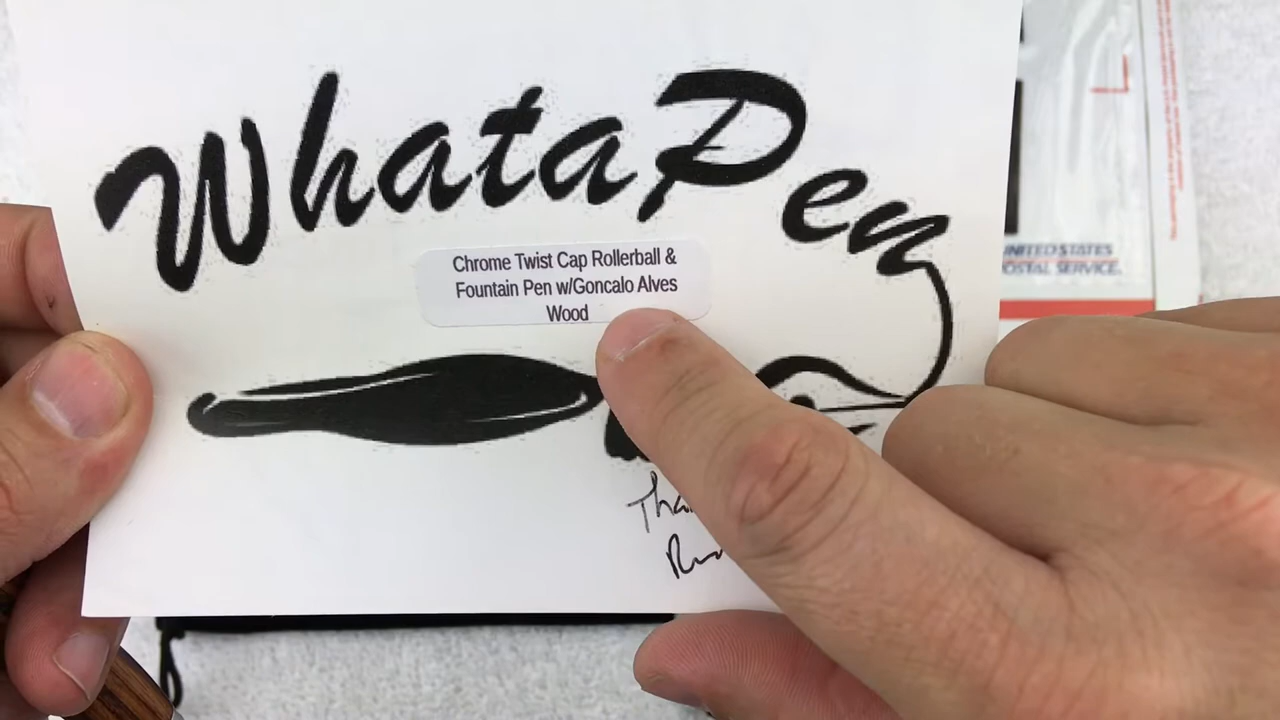 WhataPen
Chrome Twist Cap Rollerball &
Fountain Pen w/Goncalo Alves
Wood
UNITED STATES
POSTAL SERVICE.